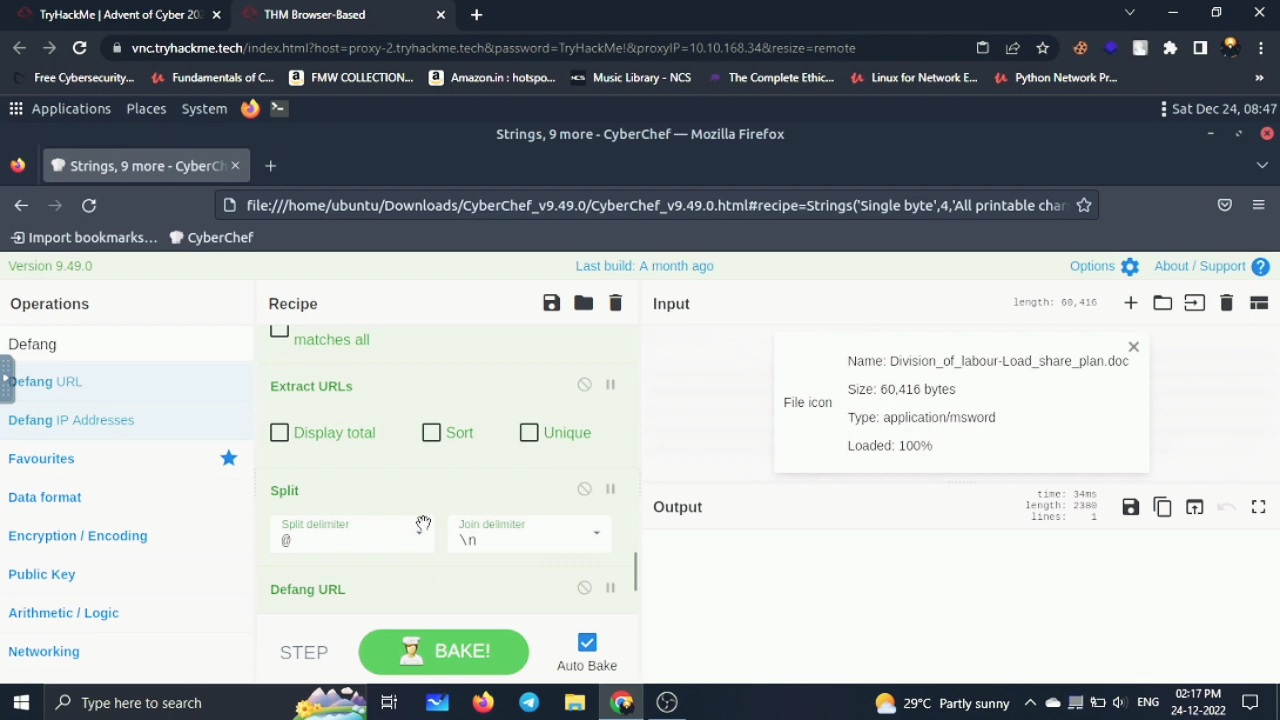 TryHackMe | Advent of Cyber 202
THM Browser-Based
vnc.tryhackme.tech/index.html?host=proxy-2.tryhackme.tech&password=TryHackMe!&proxyIP=10.10.168.34&resize=remote
Free Cybersecurity... Fundamentals of C... FMW COLLECTION... Amazon.in : hotspo... NCS Music Library - NCS The Complete Ethic... Linux for Network E... Python Network Pr... »
Applications Places System Sat Dec 24, 08:47
Strings, 9 more - CyberChef — Mozilla Firefox
Strings, 9 more - CyberCh
file:///home/ubuntu/Downloads/CyberChef_v9.49.0/CyberChef_v9.49.0.html#recipe=Strings('Single byte',4,'All printable char
Import bookmarks... CyberChef
Version 9.49.0 Last build: A month ago Options About / Support
Operations Recipe Input length: 60,416
Defang
Defang URL
Defang IP Addresses
Favourites
Data format
Encryption / Encoding
Public Key
Arithmetic / Logic
Networking
matches all
Extract URLs
Display total Sort Unique
Split
Split delimiter Join delimiter
@ \n
Defang URL
STEP BAKE! Auto Bake
File icon
Name: Division_of_labour-Load_share_plan.doc
Size: 60,416 bytes
Type: application/msword
Loaded: 100%
Output
time: 34ms
length: 2380
lines: 1
Type here to search 29°C Partly sunny ENG 02:17 PM
24-12-2022